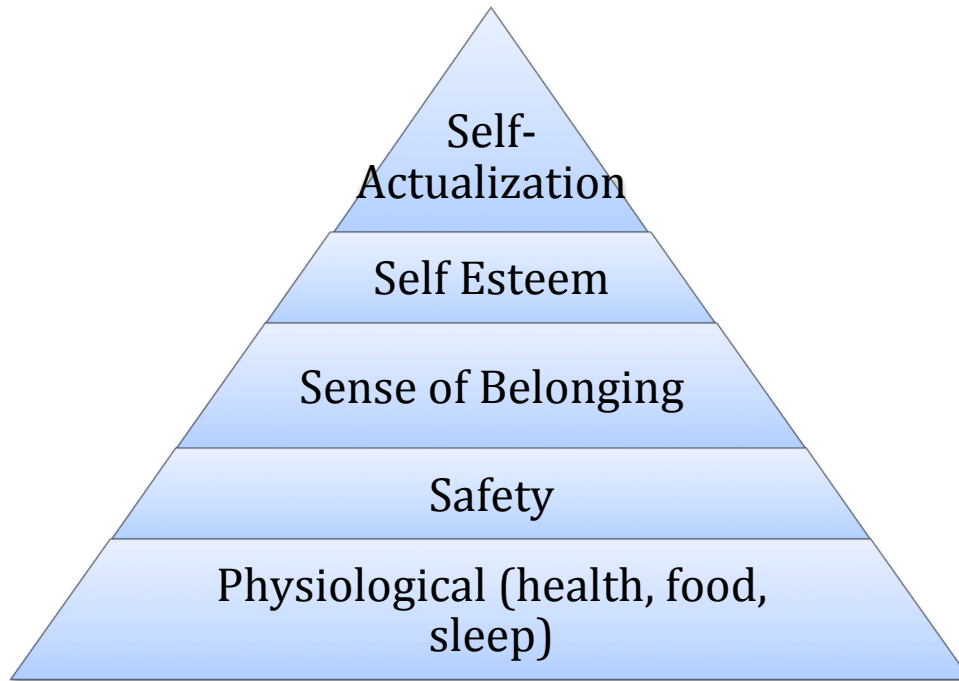 Self-
Actualization
Self Esteem
Sense of Belonging
Safety
Physiological (health, food,
sleep)